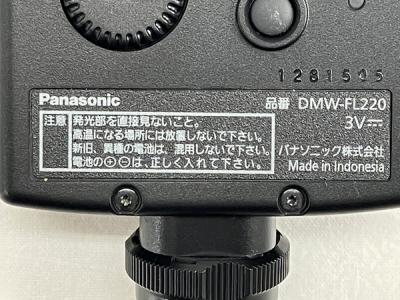 1281505
Panasonic
品番 DMW-FL220
3V⎓
注意
発光部を直接見ないこと。
高温になる場所には放置しないで下さい。
新旧、異種の電池は、混用しないで下さい。
電池の⊕⊖は、正しく入れて下さい。
パナソニック株式会社
Made in Indonesia